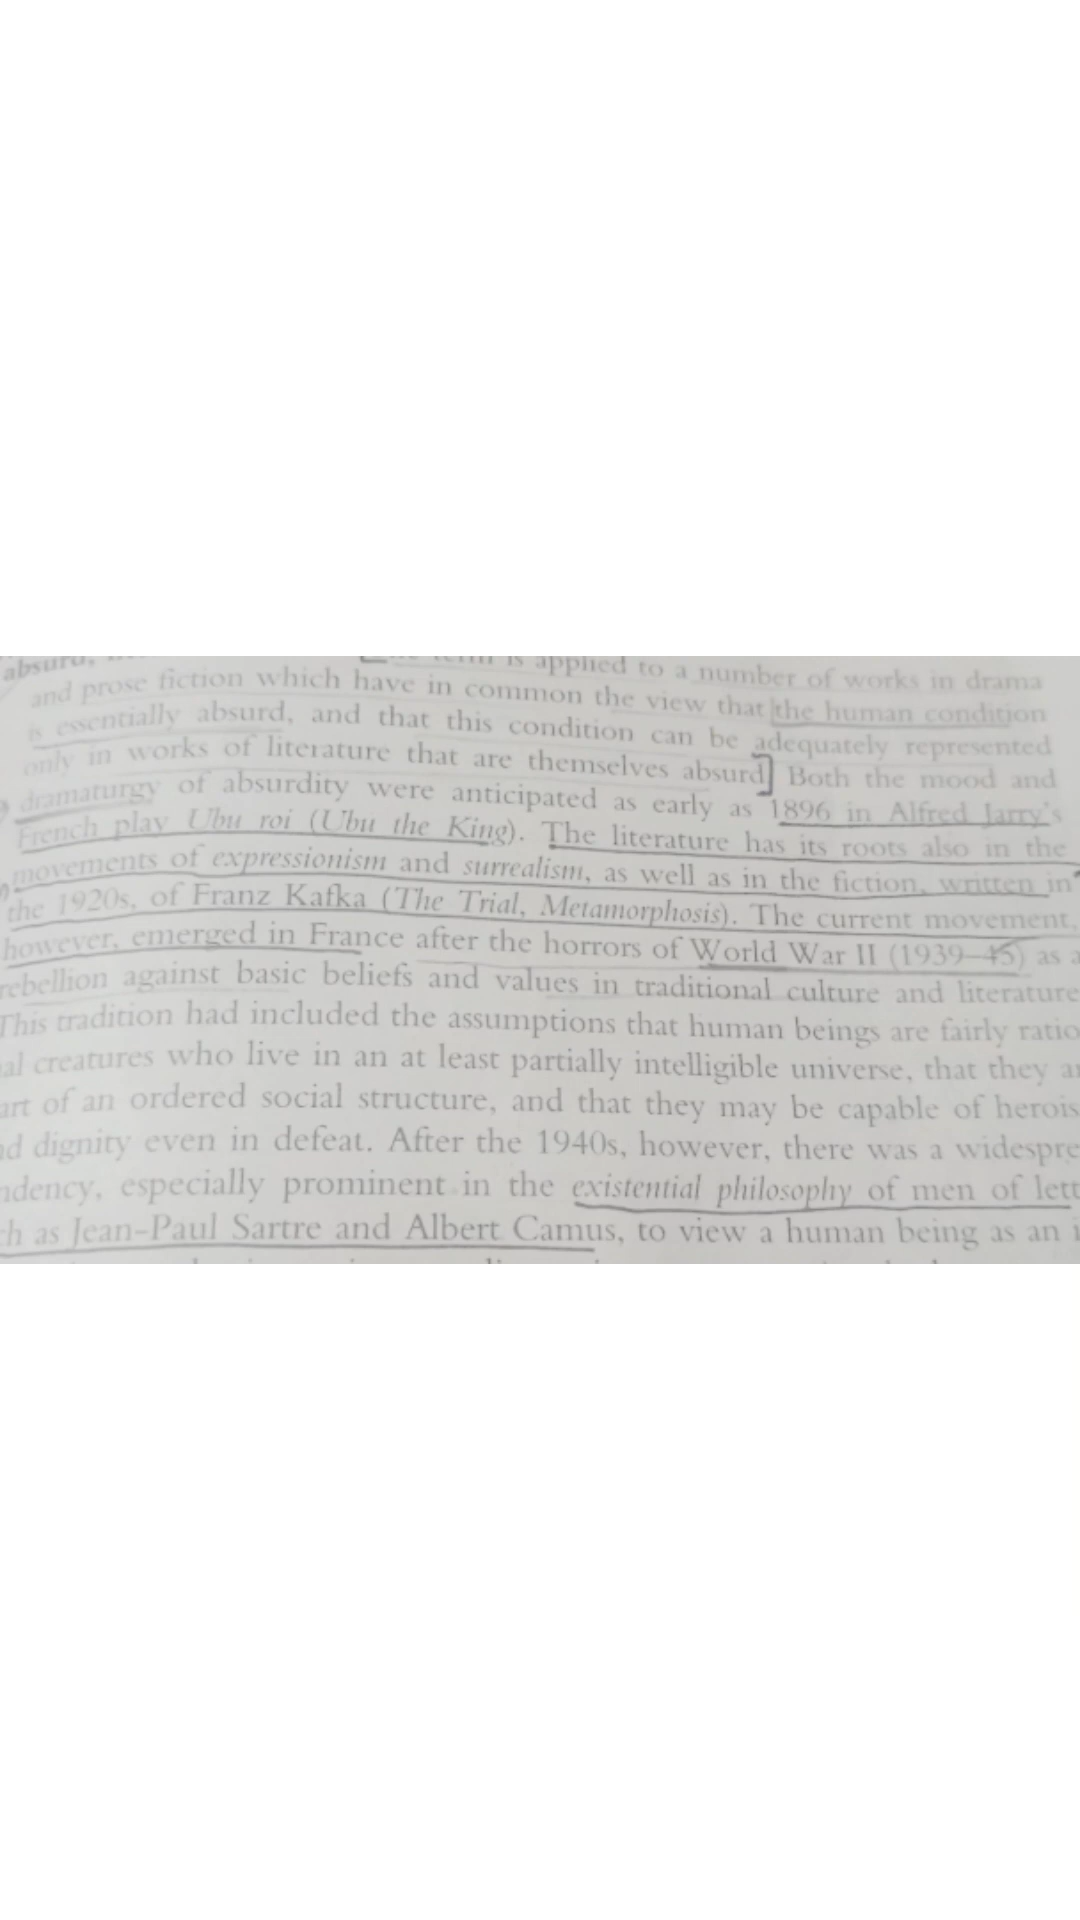 absurd,
term is applied to a number of works in drama
and prose fiction which have in common the view that the human condition
is essentially absurd, and that this condition can be adequately represented
only in works of literature that are themselves absurd Both the mood and
dramaturgy of absurdity were anticipated as early as 1896 in Alfred Jarry's
French play Ubu roi (Ubu the King). The literature has its roots also in the
movements of expressionism and surrealism, as well as in the fiction, written in
the 1920s, of Franz Kafka (The Trial, Metamorphosis). The current movement,
however, emerged in France after the horrors of World War II (1939–45) as a
rebellion against basic beliefs and values in traditional culture and literature
This tradition had included the assumptions that human beings are fairly ratio
al creatures who live in an at least partially intelligible universe, that they ar
art of an ordered social structure, and that they may be capable of herois
nd dignity even in defeat. After the 1940s, however, there was a widespre
ndency, especially prominent in the existential philosophy of men of lett
ch as Jean-Paul Sartre and Albert Camus, to view a human being as an i